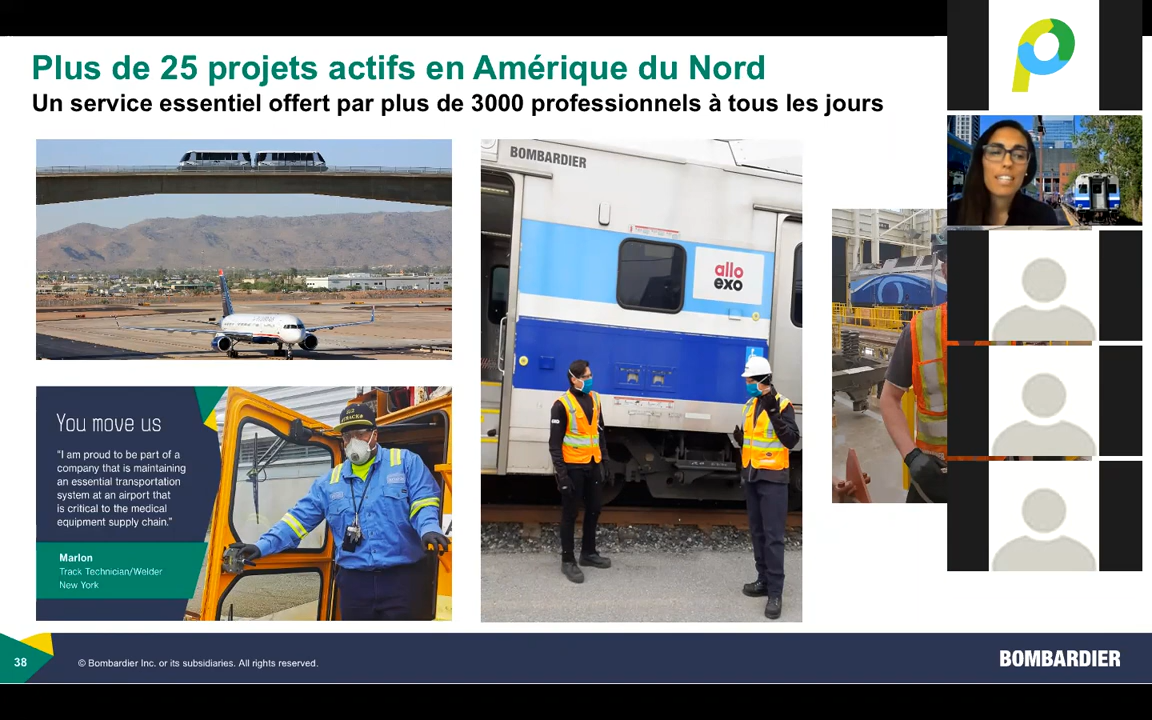 Plus de 25 projets actifs en Amérique du Nord
Un service essentiel offert par plus de 3000 professionnels à tous les jours
BOMBARDIER
allo
exo
You move us
"I am proud to be part of a
company that is maintaining
an essential transportation
system at an airport that
is critical to the medical
equipment supply chain."
Marlon
Track Technician/Welder
New York
38
© Bombardier Inc. or its subsidiaries. All rights reserved.
BOMBARDIER